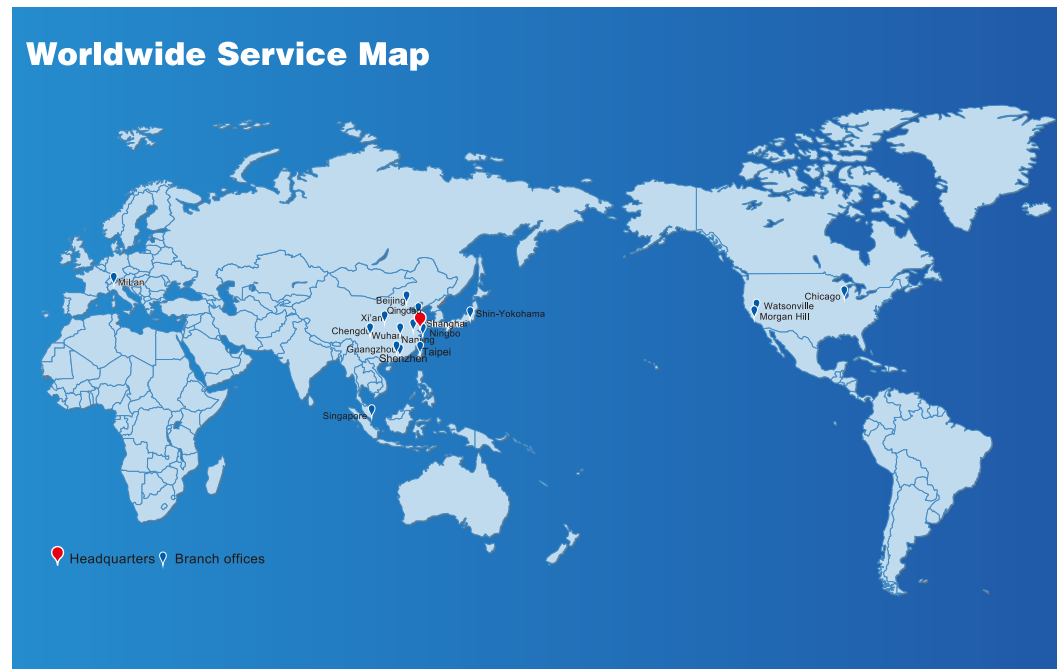 Worldwide Service Map
Milan
Beijing
Qingdao
Xi'an
Shanghai
Shin-Yokohama
Chengdu
Wuhan
Ningbo
Nanjing
Guangzhou
Taipei
Shenzhen
Singapore
Chicago
Watsonville
Morgan Hill
Headquarters
Branch offices